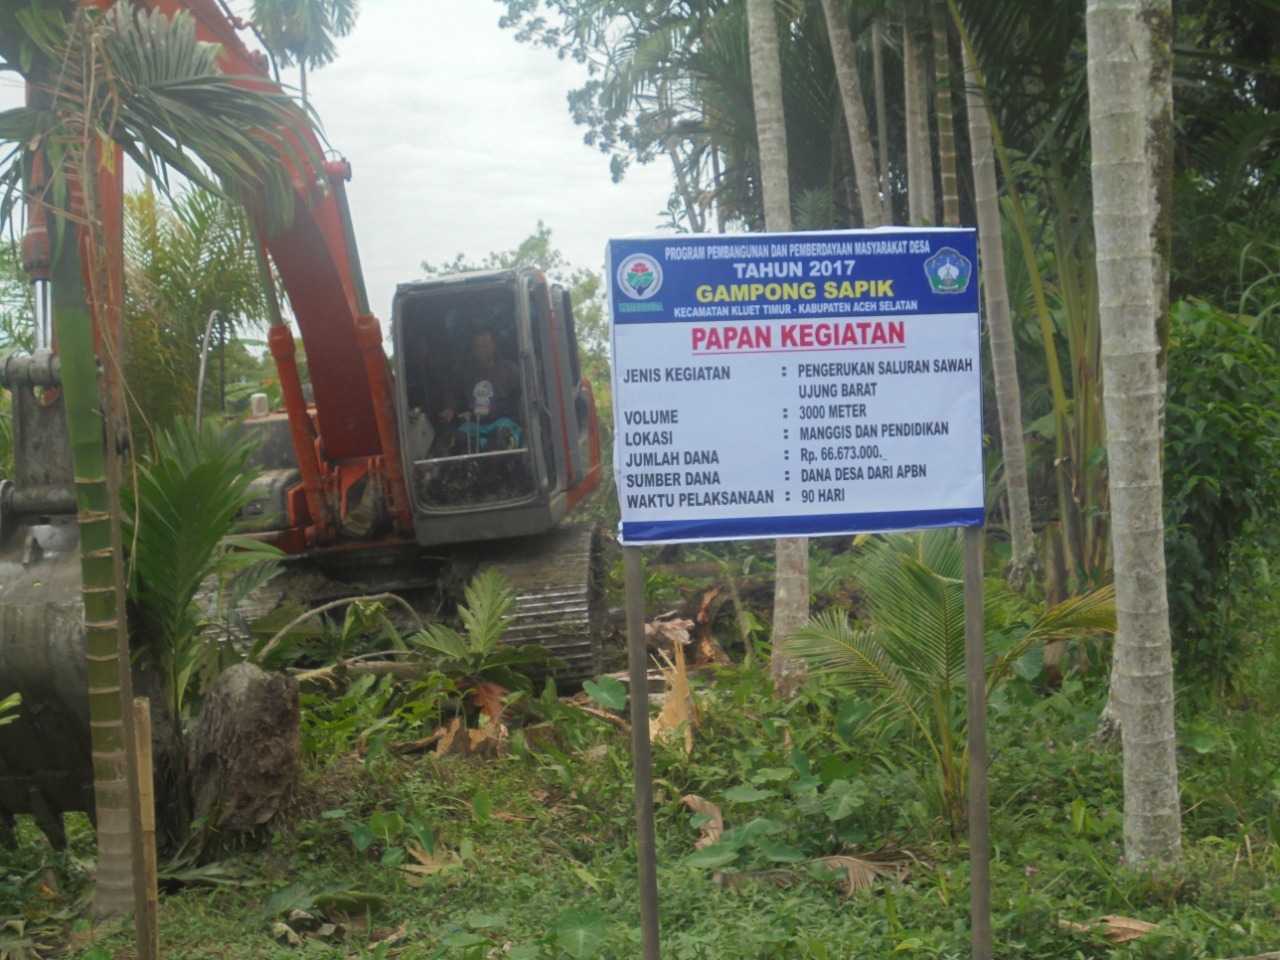 PROGRAM PEMBANGUNAN DAN PEMBERDAYAAN MASYARAKAT DESA
TAHUN 2017
GAMPONG SAPIK
KECAMATAN KLUET TIMUR - KABUPATEN ACEH SELATAN
PAPAN KEGIATAN
JENIS KEGIATAN : PENGERUKAN SALURAN SAWAH
UJUNG BARAT
VOLUME : 3000 METER
LOKASI : MANGGIS DAN PENDIDIKAN
JUMLAH DANA : Rp. 66.673.000._
SUMBER DANA : DANA DESA DARI APBN
WAKTU PELAKSANAAN : 90 HARI